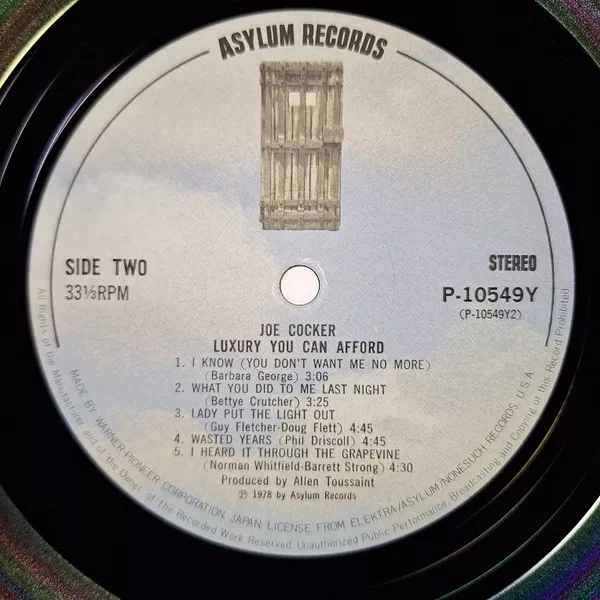 ASYLUM RECORDS
SIDE TWO
33⅓RPM
STEREO
P-10549Y
(P-10549Y2)
JOE COCKER
LUXURY YOU CAN AFFORD
1. I KNOW (YOU DON'T WANT ME NO MORE)
(Barbara George) 3:06
2. WHAT YOU DID TO ME LAST NIGHT
(Bettye Crutcher) 3:25
3. LADY PUT THE LIGHT OUT
(Guy Fletcher-Doug Flett) 4:45
4. WASTED YEARS (Phil Driscoll) 4:45
5. I HEARD IT THROUGH THE GRAPEVINE
(Norman Whitfield-Barrett Strong) 4:30
Produced by Allen Toussaint
Ⓟ 1978 by Asylum Records
MADE BY WARNER PIONEER CORPORATION, JAPAN. LICENSE FROM ELEKTRA/ASYLUM/NONESUCH RECORDS, U.S.A.
All Rights of the Manufacturer and of the Owner of the Recorded Work Reserved Unauthorized Public Performance, Broadcasting and Copying of this Record Prohibited